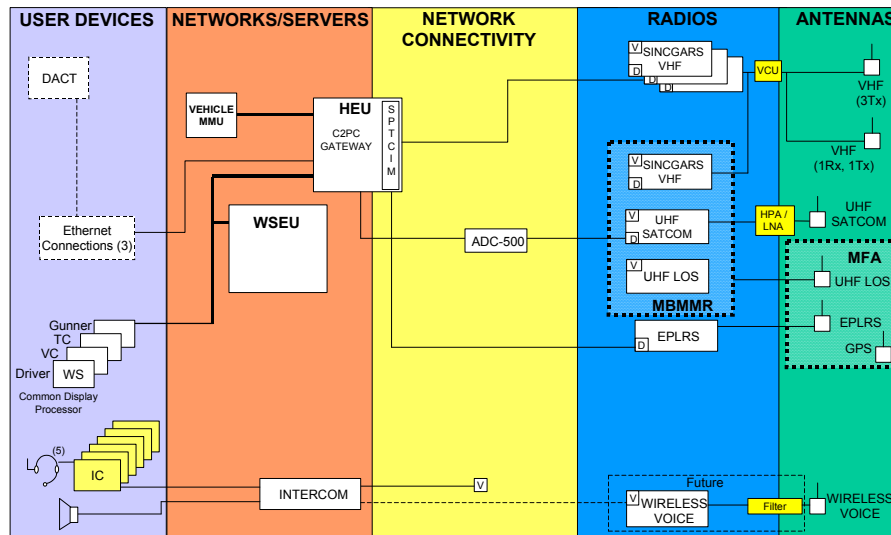 USER DEVICES
NETWORKS/SERVERS
NETWORK
CONNECTIVITY
RADIOS
ANTENNAS
DACT
VEHICLE
MMU
HEU
C2PC
GATEWAY
S
P
T
C
I
M
V
SINCGARS
VHF
D
D
VCU
VHF
(3Tx)
VHF
(1Rx, 1Tx)
V
SINCGARS
VHF
D
Ethernet
Connections (3)
WSEU
ADC-500
V
UHF
SATCOM
D
HPA /
LNA
UHF
SATCOM
V
UHF LOS
MBMMR
MFA
UHF LOS
EPLRS
D
EPLRS
GPS
Gunner
TC
VC
Driver
WS
Common Display
Processor
(5)
IC
INTERCOM
V
Future
V
WIRELESS
VOICE
Filter
WIRELESS
VOICE